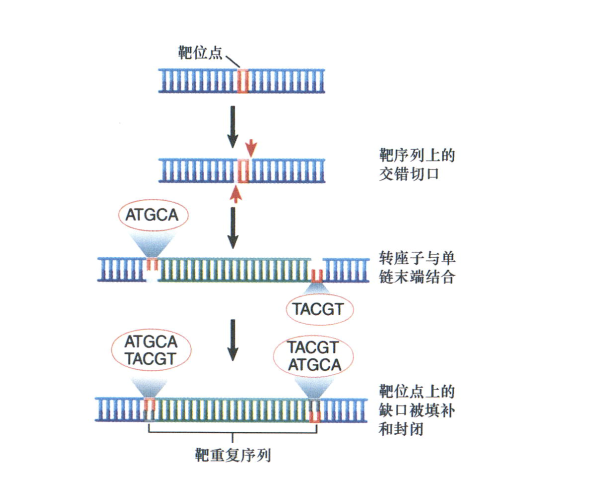 靶位点
靶序列上的
交错切口
ATGCA
转座子与单
链末端结合
TACGT
ATGCA
TACGT
TACGT
ATGCA
靶位点上的
缺口被填补
和封闭
靶重复序列